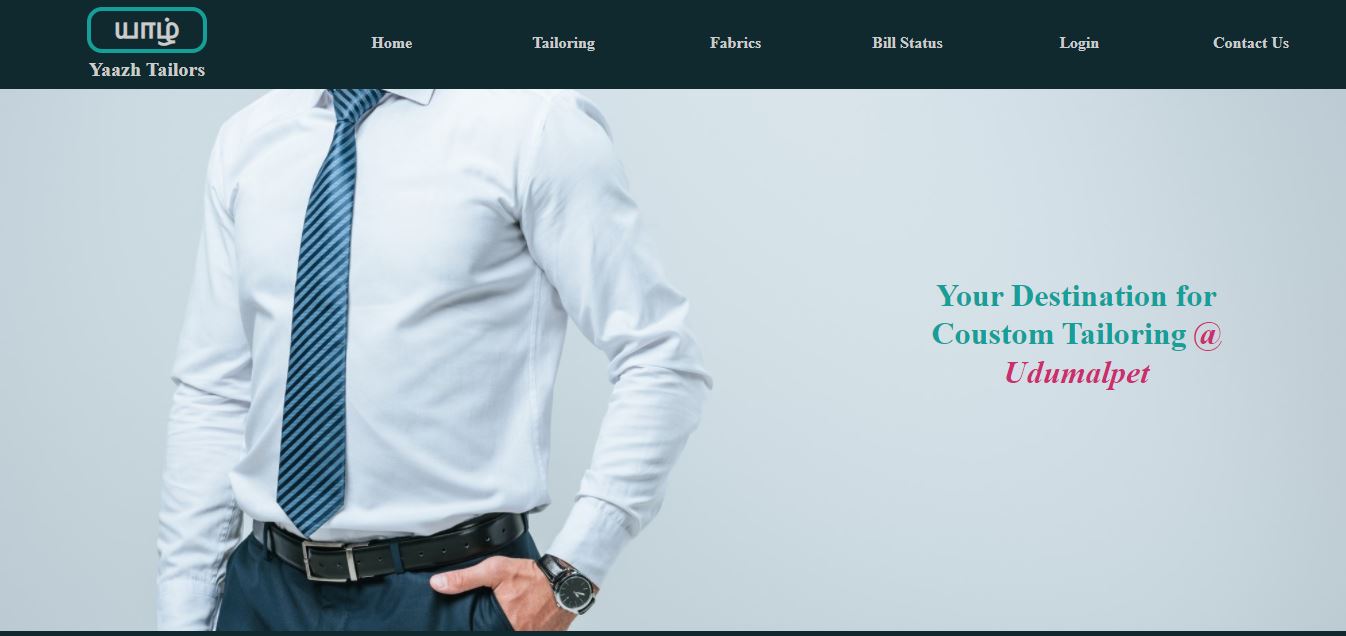 யாழ்
Yaazh Tailors
Home
Tailoring
Fabrics
Bill Status
Login
Contact Us
Your Destination for
Coustom Tailoring @
Udumalpet